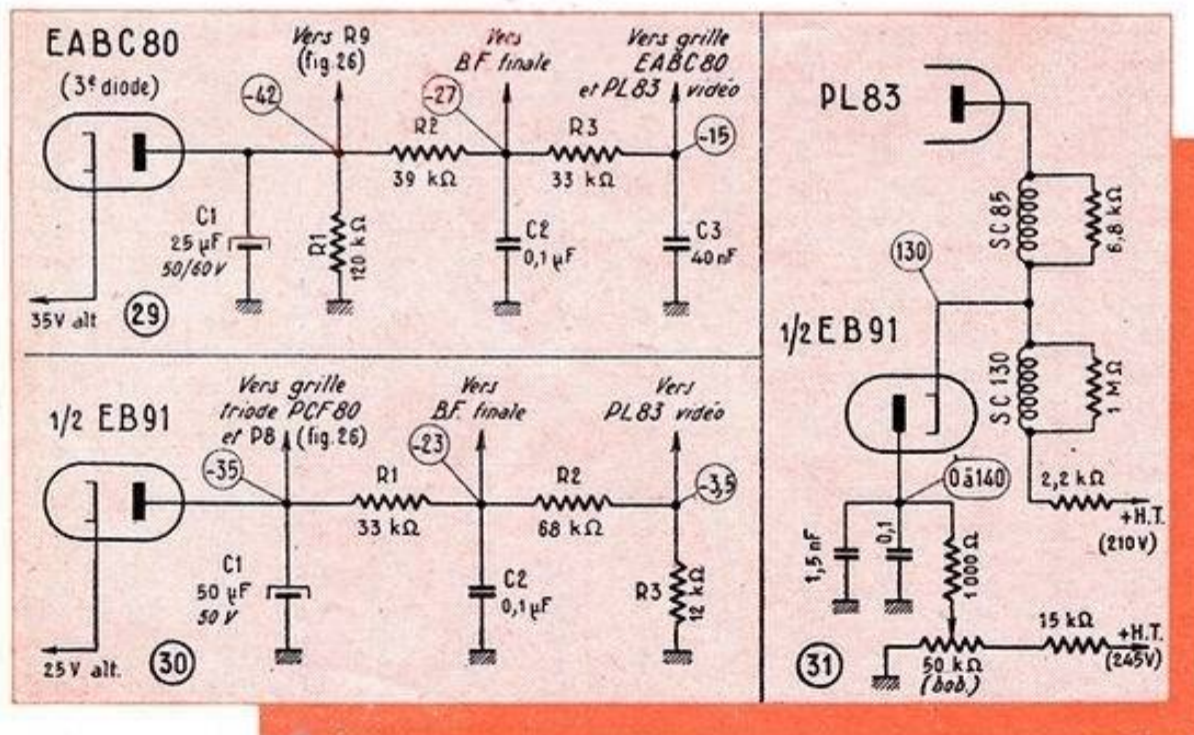 EABC80
(3e diode)
Vers R9
(fig.26)
Vers
B.F. finale
Vers grille
EABC80
et PL83 vidéo
-42
-27
-15
R2
39 kΩ
R3
33 kΩ
C1
25 µF
50/60V
R1
120 kΩ
C2
0,1 µF
C3
40 nF
35V alt
29
1/2 EB91
Vers grille
triode PCF80
et P8 (fig.26)
Vers
B.F. finale
Vers
PL83 vidéo
-35
-23
-3,5
R1
33 kΩ
R2
68 kΩ
C1
50 µF
50 V
C2
0,1 µF
R3
12 kΩ
25 V alt.
30
PL83
SC 85
6,8 kΩ
130
1/2 EB91
SC 130
1 MΩ
0 à 140
2,2 kΩ
+H.T.
(210V)
1,5 nF
0,1
1000 Ω
15 kΩ
+H.T.
(245V)
50 kΩ
(bob.)
31